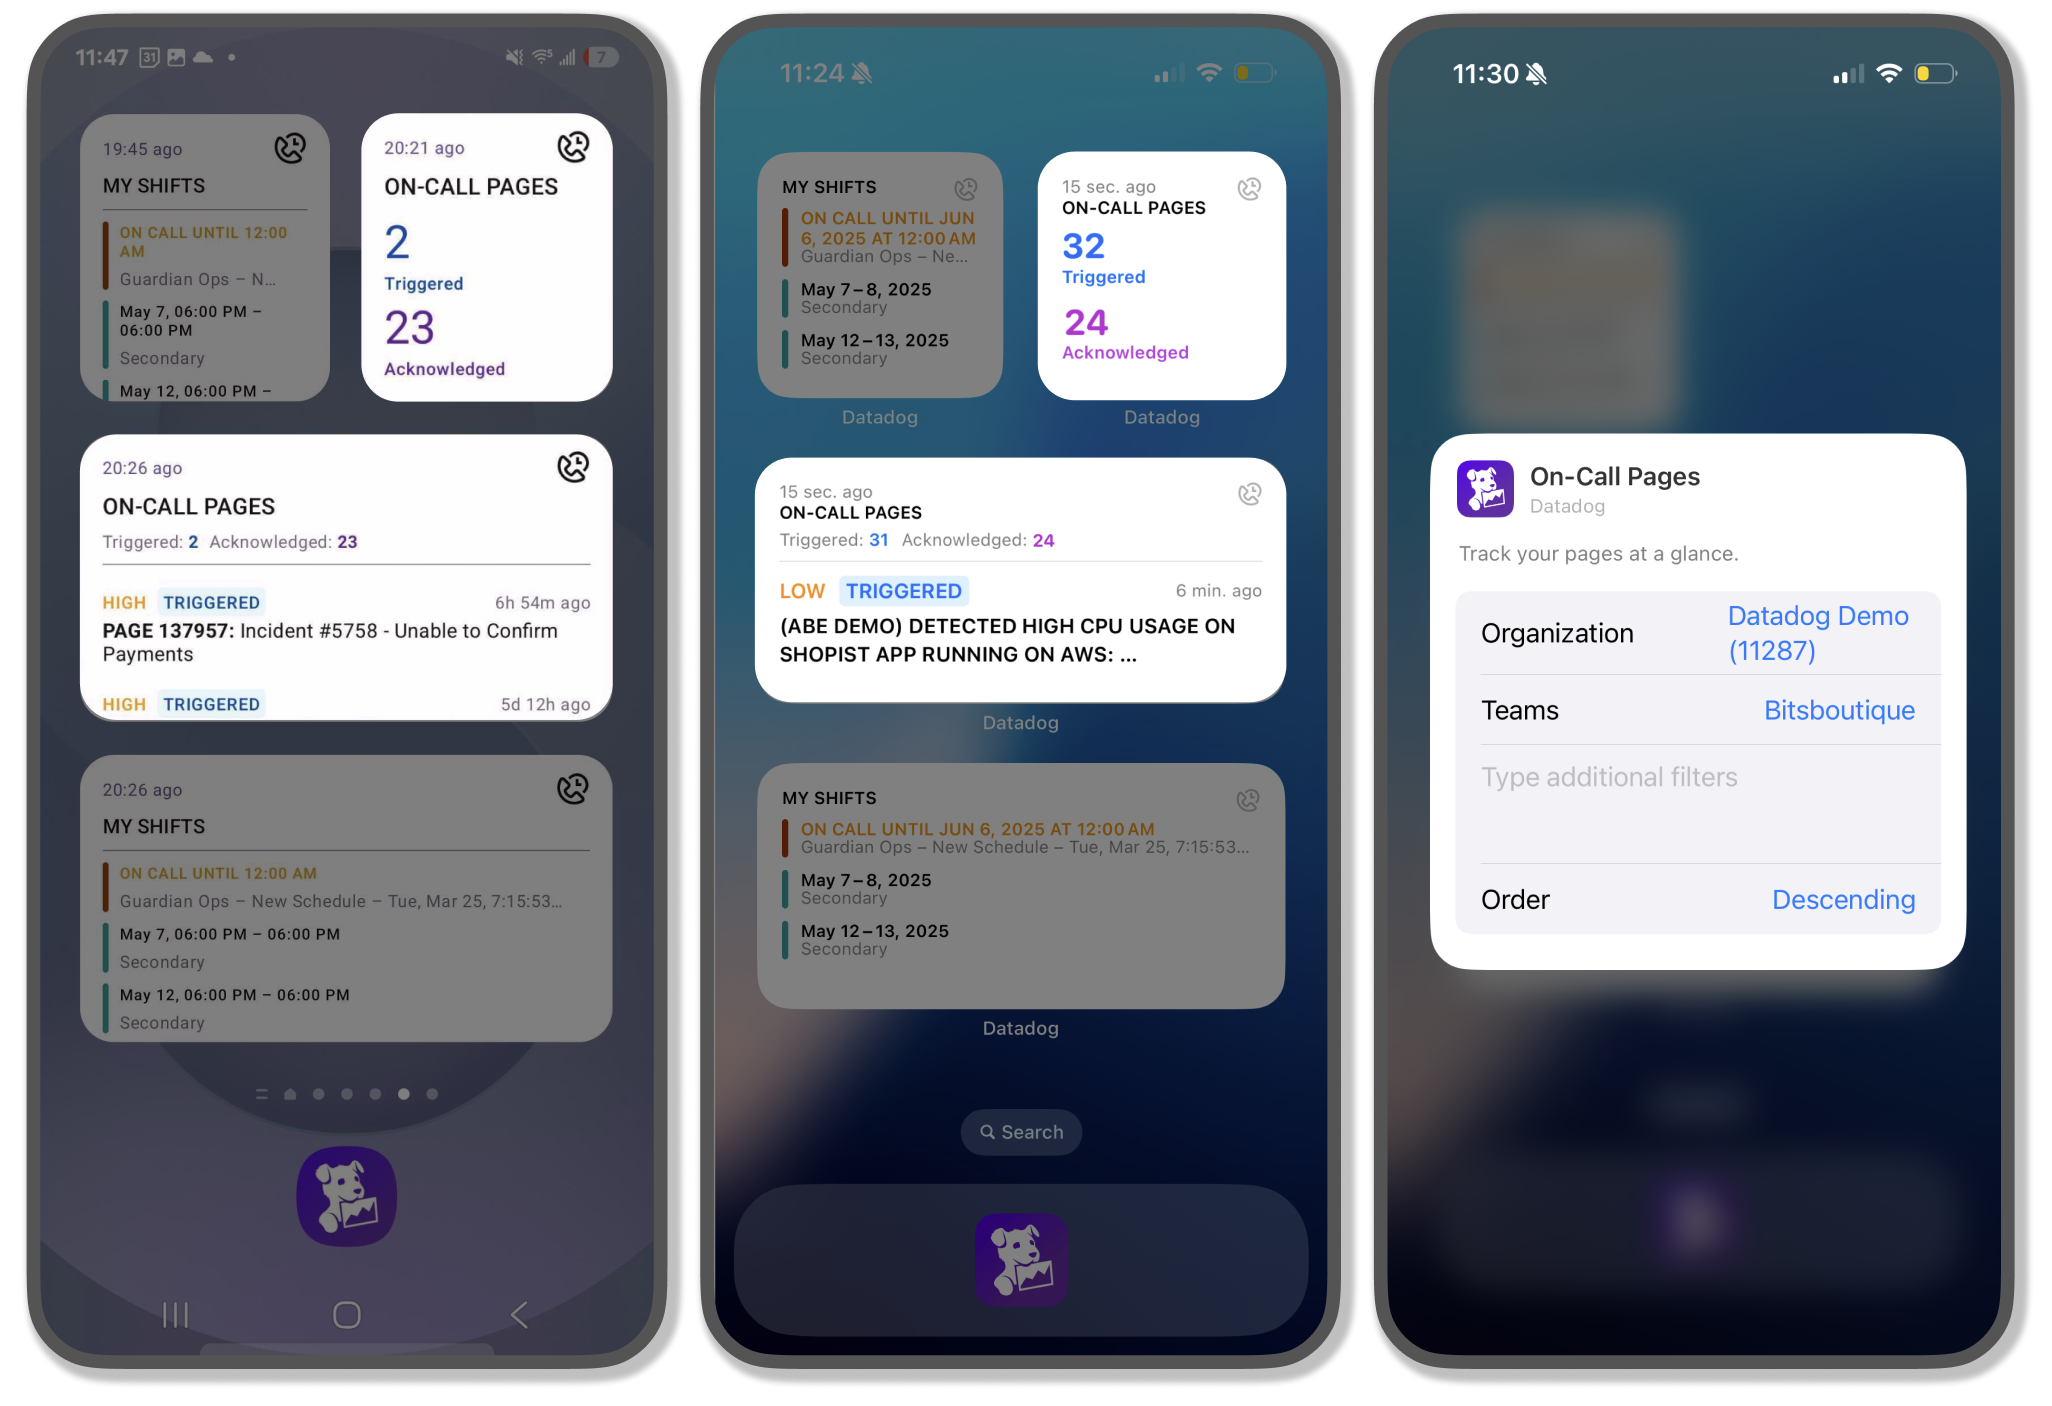 11:47
31
5
7
19:45 ago
MY SHIFTS
ON CALL UNTIL 12:00
AM
Guardian Ops – N...
May 7, 06:00 PM –
06:00 PM
Secondary
May 12, 06:00 PM –
20:21 ago
ON-CALL PAGES
2
Triggered
23
Acknowledged
20:26 ago
ON-CALL PAGES
Triggered: 2 Acknowledged: 23
HIGH TRIGGERED 6h 54m ago
PAGE 137957: Incident #5758 - Unable to Confirm
Payments
HIGH TRIGGERED 5d 12h ago
20:26 ago
MY SHIFTS
ON CALL UNTIL 12:00 AM
Guardian Ops – New Schedule – Tue, Mar 25, 7:15:53...
May 7, 06:00 PM – 06:00 PM
Secondary
May 12, 06:00 PM – 06:00 PM
Secondary
11:24
MY SHIFTS
ON CALL UNTIL JUN
6, 2025 AT 12:00 AM
Guardian Ops – Ne...
May 7 – 8, 2025
Secondary
May 12 – 13, 2025
Secondary
Datadog
15 sec. ago
ON-CALL PAGES
32
Triggered
24
Acknowledged
Datadog
15 sec. ago
ON-CALL PAGES
Triggered: 31 Acknowledged: 24
LOW TRIGGERED 6 min. ago
(ABE DEMO) DETECTED HIGH CPU USAGE ON
SHOPIST APP RUNNING ON AWS: ...
Datadog
MY SHIFTS
ON CALL UNTIL JUN 6, 2025 AT 12:00 AM
Guardian Ops – New Schedule – Tue, Mar 25, 7:15:53...
May 7 – 8, 2025
Secondary
May 12 – 13, 2025
Secondary
Datadog
Search
11:30
On-Call Pages
Datadog
Track your pages at a glance.
Organization Datadog Demo
(11287)
Teams Bitsboutique
Type additional filters
Order Descending